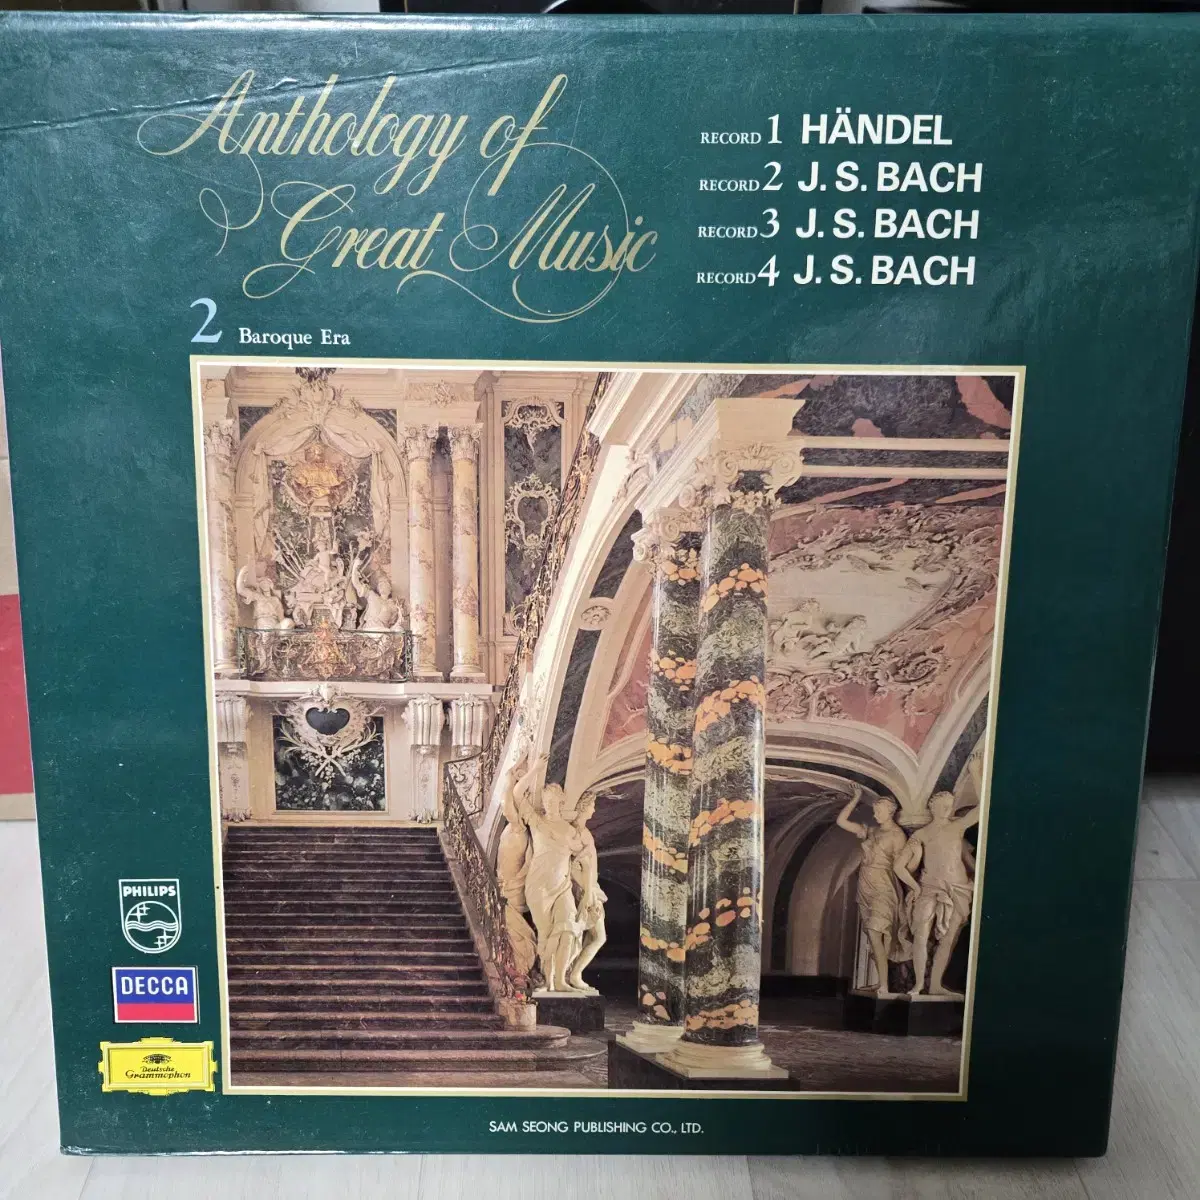 Anthology of
Great Music
2 Baroque Era
RECORD 1 HÄNDEL
RECORD 2 J. S. BACH
RECORD 3 J. S. BACH
RECORD 4 J. S. BACH
PHILIPS
DECCA
Deutsche
Grammophon
SAM SEONG PUBLISHING CO., LTD.